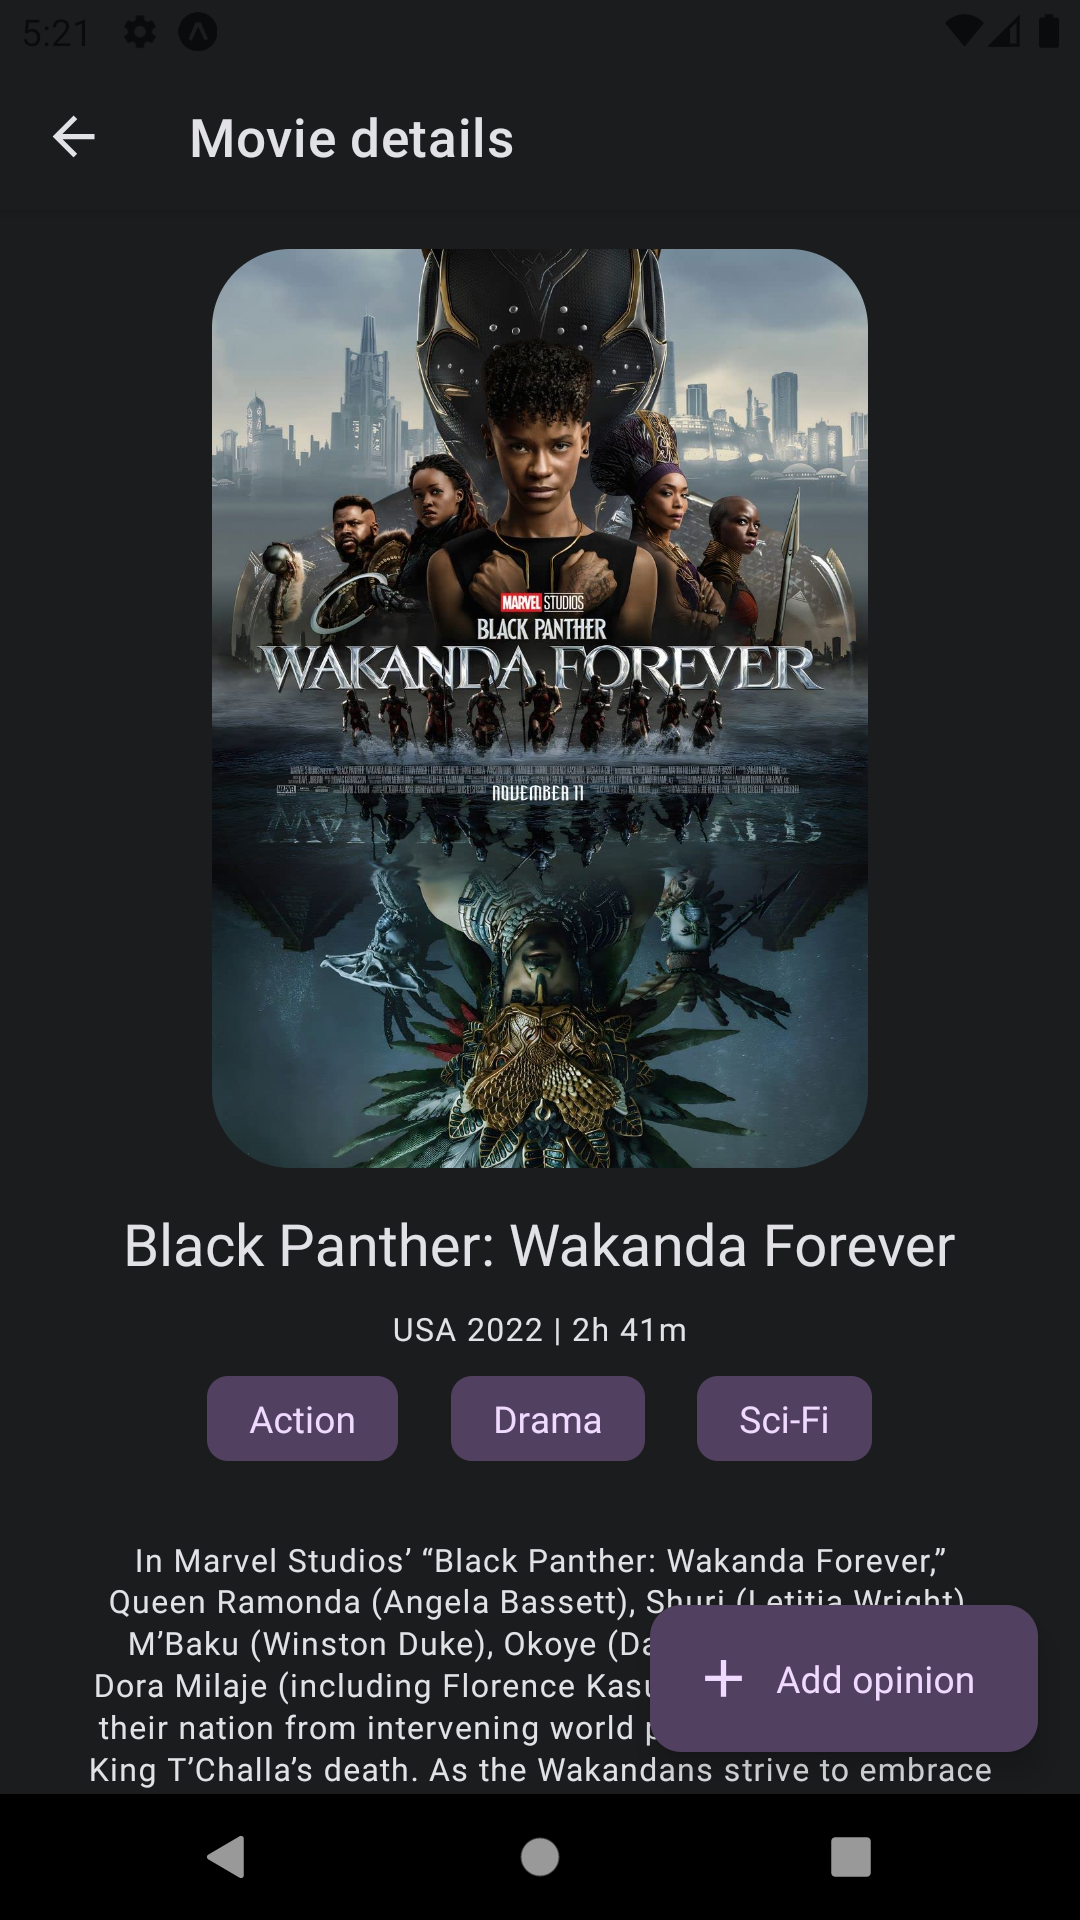 5:21
Movie details
MARVEL STUDIOS
BLACK PANTHER
WAKANDA FOREVER
NOVEMBER 11
Black Panther: Wakanda Forever
USA 2022 | 2h 41m
Action Drama Sci-Fi
In Marvel Studios’ “Black Panther: Wakanda Forever,”
Queen Ramonda (Angela Bassett), Shuri (Letitia Wright)
M’Baku (Winston Duke), Okoye (Da
Dora Milaje (including Florence Kasu
their nation from intervening world p
King T’Challa’s death. As the Wakandans strive to embrace
+ Add opinion